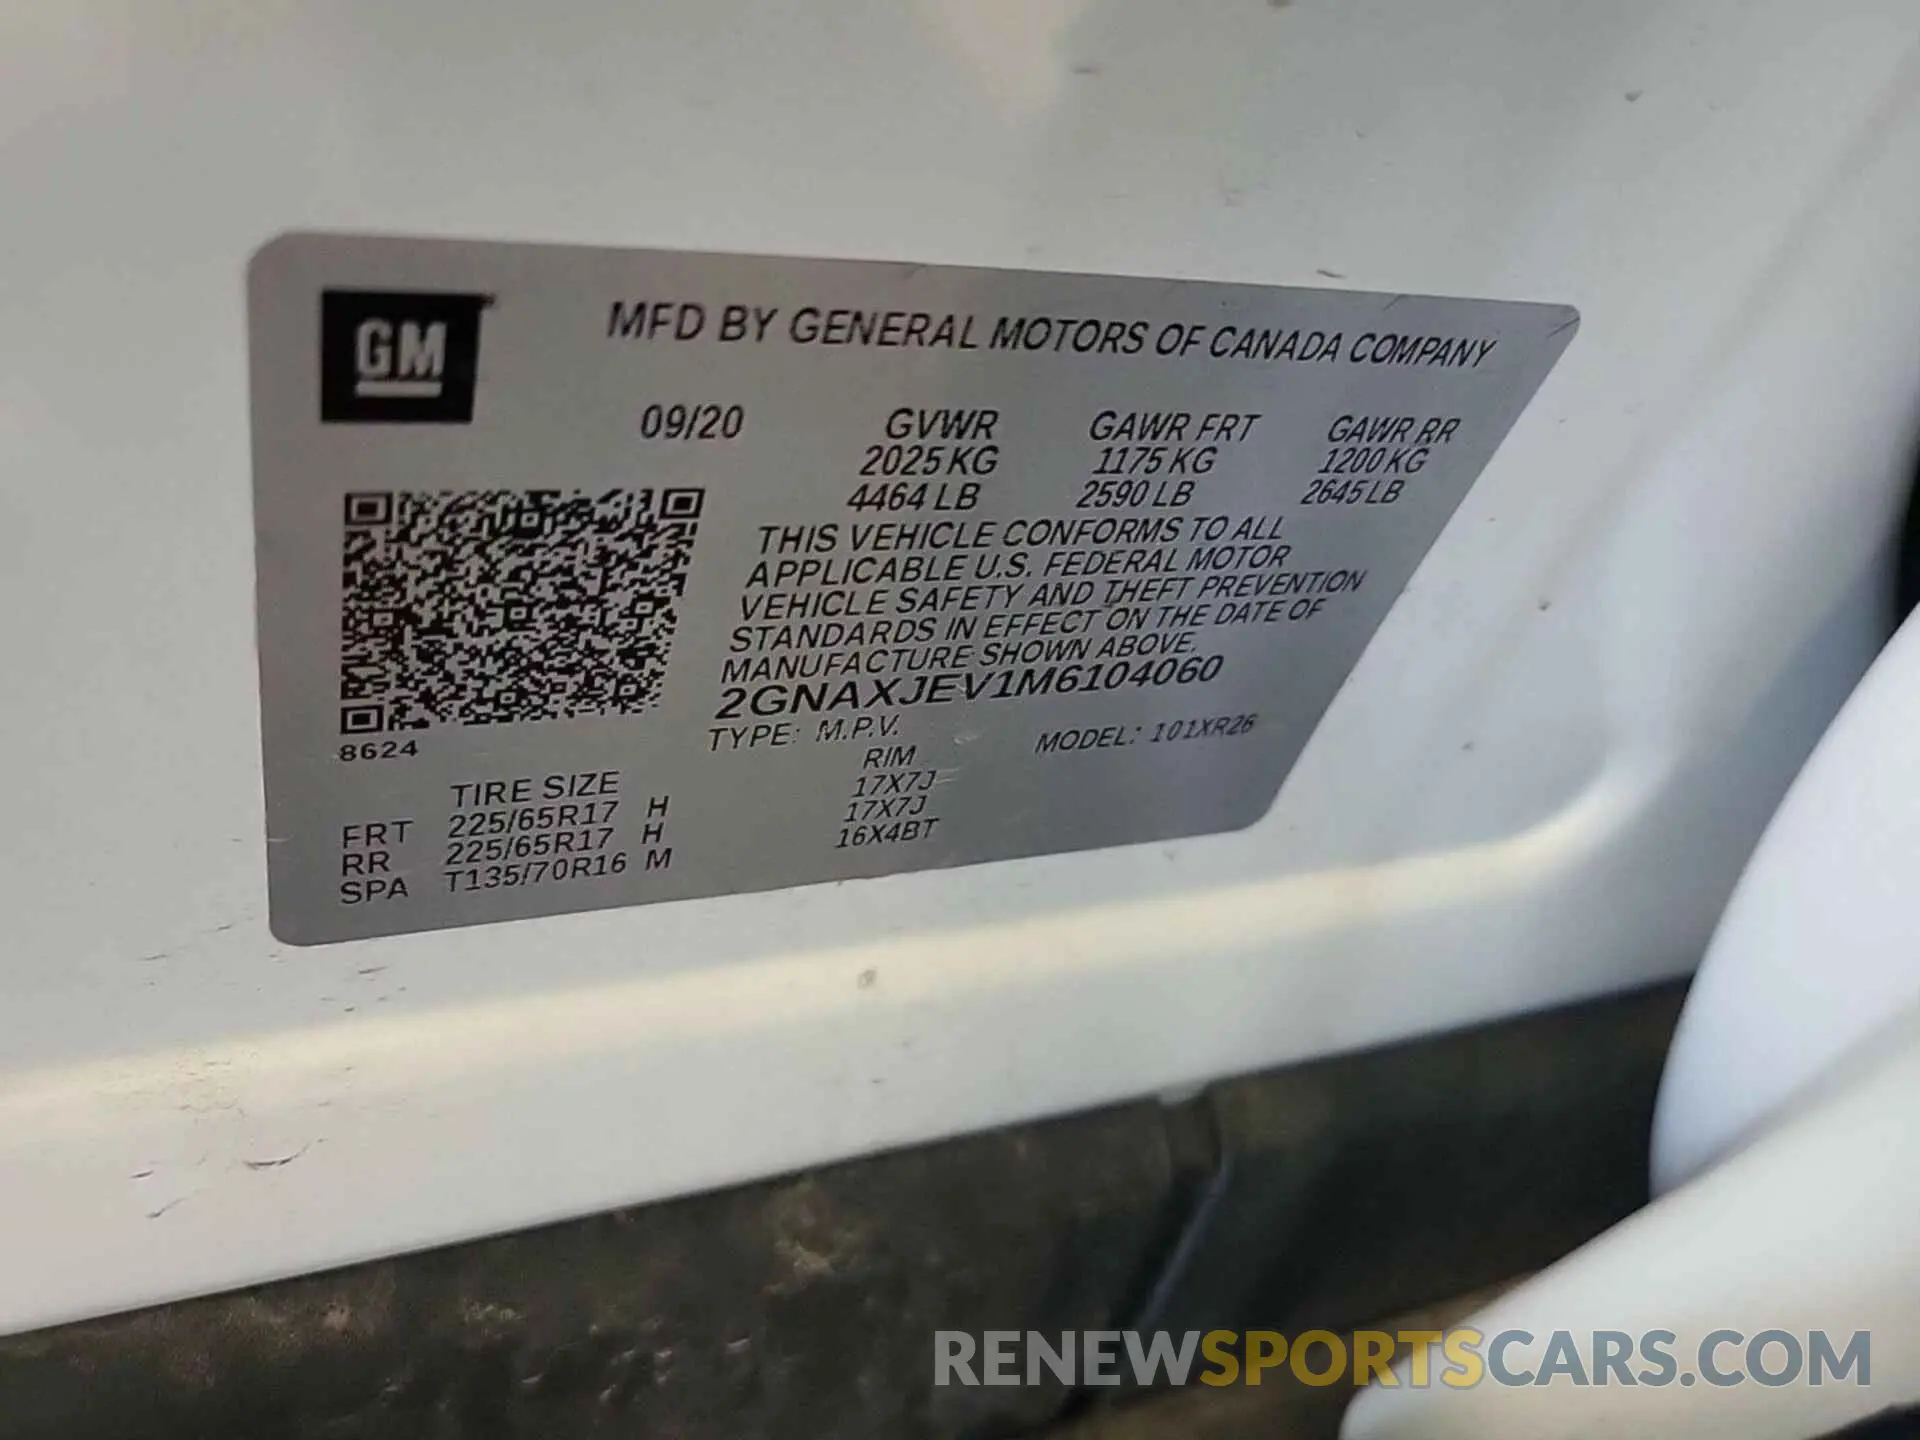 GM
MFD BY GENERAL MOTORS OF CANADA COMPANY
09/20 GVWR GAWR FRT GAWR RR
2025 KG 1175 KG 1200 KG
4464 LB 2590 LB 2645 LB
THIS VEHICLE CONFORMS TO ALL
APPLICABLE U.S. FEDERAL MOTOR
VEHICLE SAFETY AND THEFT PREVENTION
STANDARDS IN EFFECT ON THE DATE OF
MANUFACTURE SHOWN ABOVE.
2GNAXJEV1M6104060
TYPE: M.P.V. MODEL: 101XR26
8624
TIRE SIZE RIM
FRT 225/65R17 H 17X7J
RR 225/65R17 H 17X7J
SPA T135/70R16 M 16X4BT
RENEWSPORTSCARS.COM